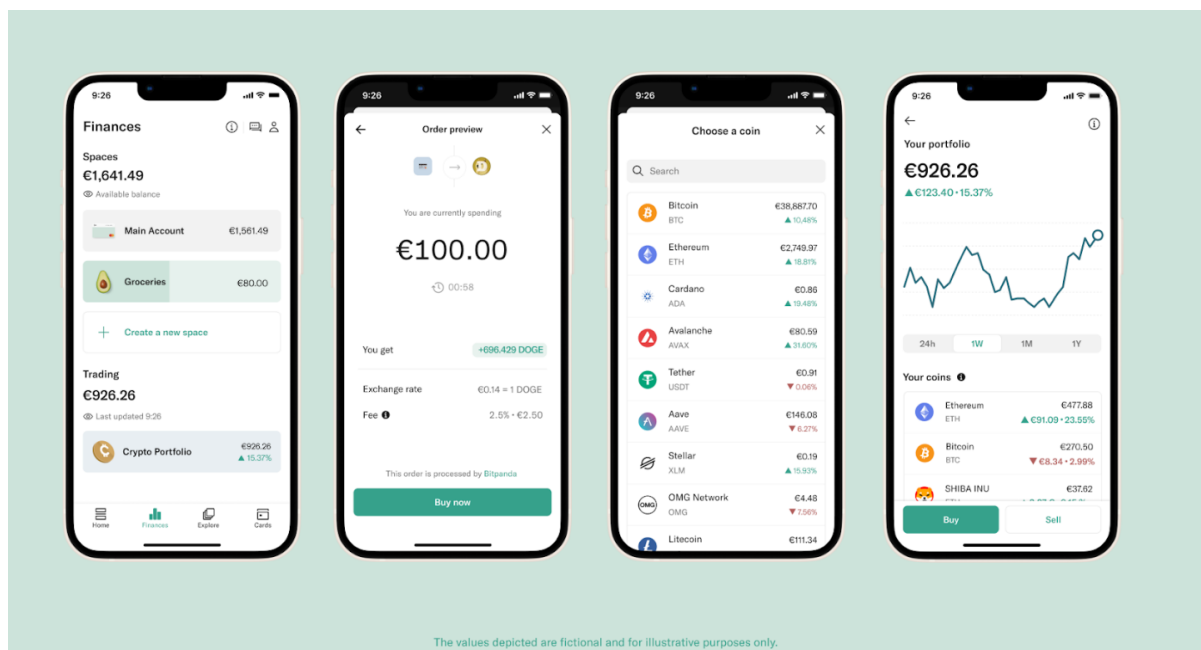 9:26
Finances
Spaces
€1,641.49
Available balance
Main Account €1,561.49
Groceries €80.00
Create a new space
Trading
€926.26
Last updated 9:26
Crypto Portfolio €926.26
▲ 15.37%
Home Finances Explore Cards
9:26
Order preview
You are currently spending
€100.00
00:58
You get +696.429 DOGE
Exchange rate €0.14 = 1 DOGE
Fee 2.5% • €2.50
This order is processed by Bitpanda
Buy now
9:26
Choose a coin
Search
Bitcoin €38,887.70
BTC ▲ 10.48%
Ethereum €2,749.97
ETH ▲ 18.81%
Cardano €0.86
ADA ▲ 19.48%
Avalanche €80.59
AVAX ▲ 31.60%
Tether €0.91
USDT ▼ 0.06%
Aave €146.08
AAVE ▼ 6.27%
Stellar €0.19
XLM ▲ 15.93%
OMG Network €4.48
OMG OMG ▼ 7.56%
Litecoin €111.34
9:26
Your portfolio
€926.26
▲ €123.40 • 15.37%
24h 1W 1M 1Y
Your coins
Ethereum €477.88
ETH ▲ €91.09 • 23.55%
Bitcoin €270.50
BTC ▼ €8.34 • 2.99%
SHIBA INU €37.62
Buy Sell
The values depicted are fictional and for illustrative purposes only.